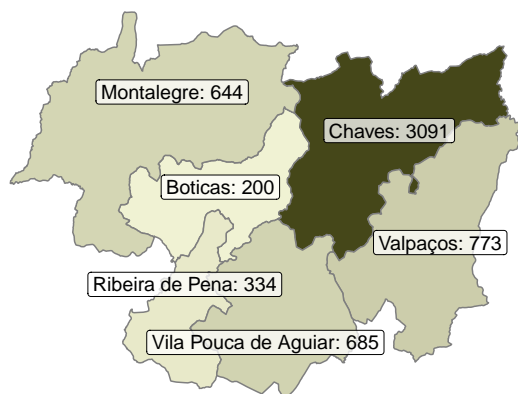 Montalegre: 644
Chaves: 3091
Boticas: 200
Valpaços: 773
Ribeira de Pena: 334
Vila Pouca de Aguiar: 685